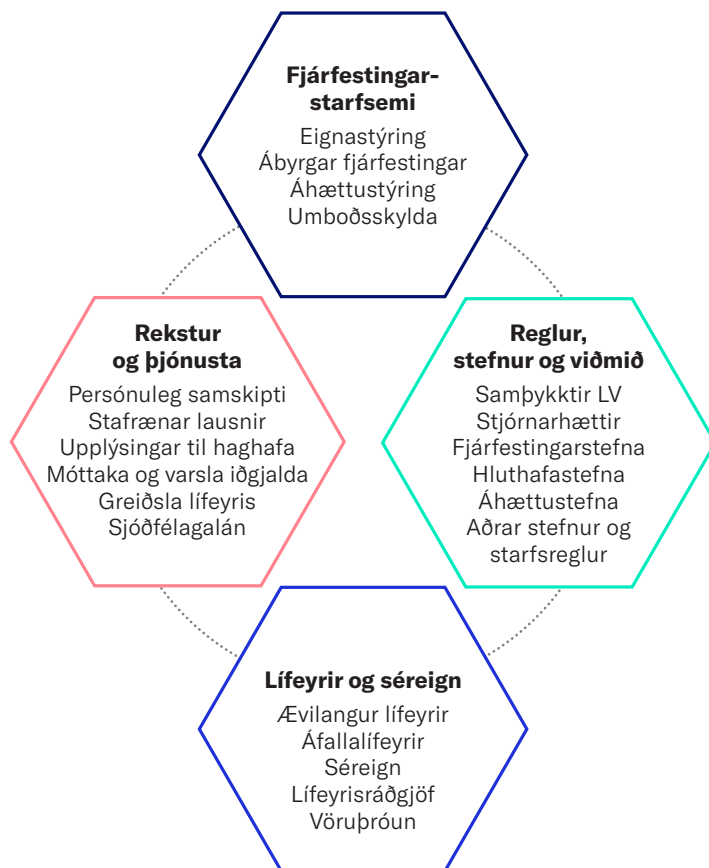 Fjárfestingar-
starfsemi
Eignastýring
Ábyrgar fjárfestingar
Áhættustýring
Umboðsskylda
Rekstur
og þjónusta
Persónuleg samskipti
Stafrænar lausnir
Upplýsingar til haghafa
Móttaka og varsla iðgjalda
Greiðsla lífeyris
Sjóðfélagalán
Reglur,
stefnur og viðmið
Samþykktir LV
Stjórnarhættir
Fjárfestingarstefna
Hluthafastefna
Áhættustefna
Aðrar stefnur og
starfsreglur
Lífeyrir og séreign
Ævilangur lífeyrir
Áfallalífeyrir
Séreign
Lífeyrisráðgjöf
Vöruþróun